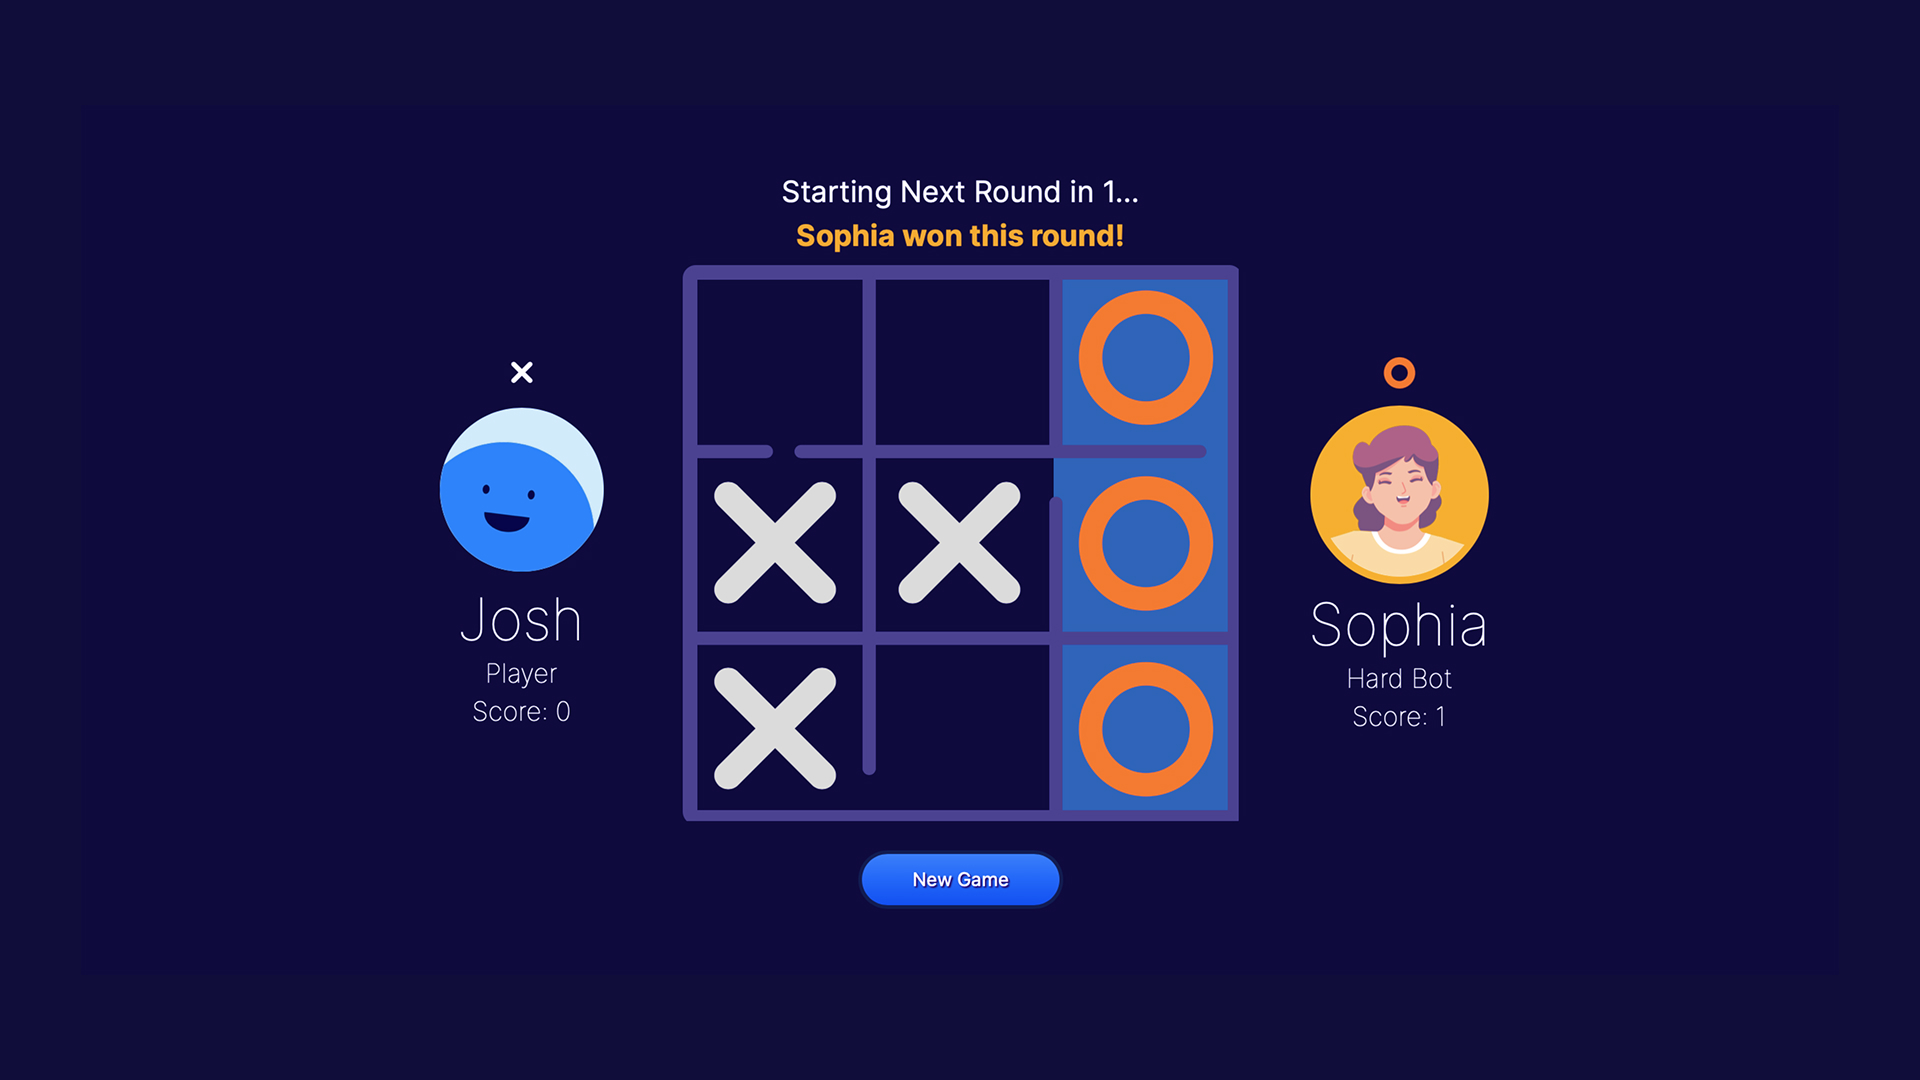 Starting Next Round in 1...
Sophia won this round!
Josh
Player
Score: 0
Sophia
Hard Bot
Score: 1
New Game